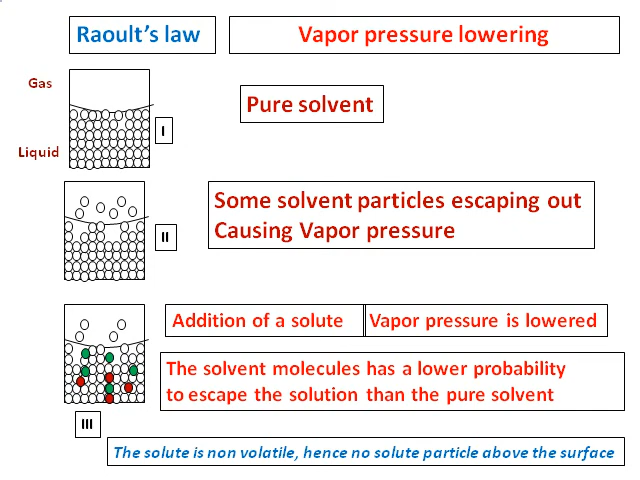 Raoult's law
Vapor pressure lowering
Gas
Pure solvent
I
Liquid
Some solvent particles escaping out
Causing Vapor pressure
II
Addition of a solute
Vapor pressure is lowered
The solvent molecules has a lower probability
to escape the solution than the pure solvent
III
The solute is non volatile, hence no solute particle above the surface